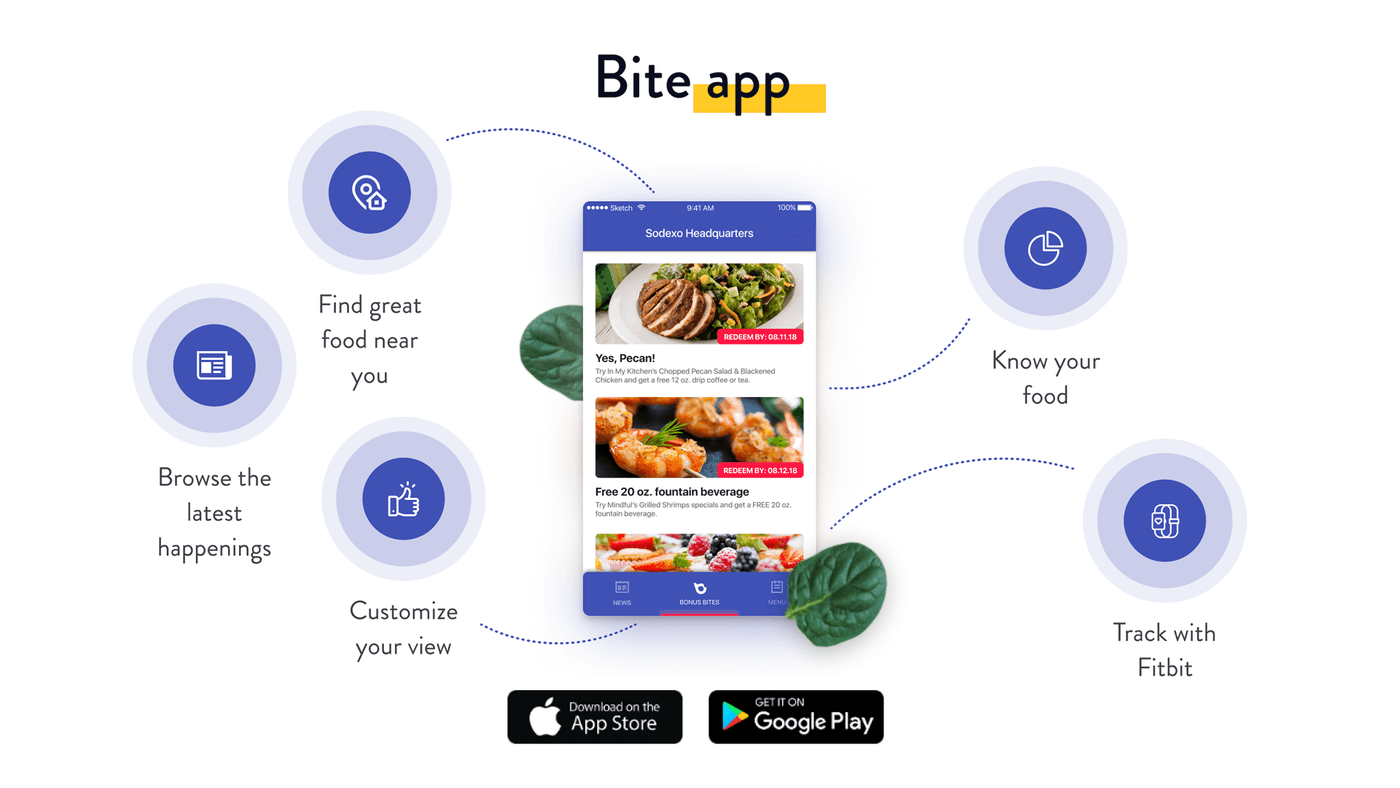 Bite app
Find great
food near
you
Browse the
latest
happenings
Customize
your view
Sketch
9:41 AM
100%
Sodexo Headquarters
REDEEM BY: 08.11.18
Yes, Pecan!
Try In My Kitchen's Chopped Pecan Salad & Blackened
Chicken and get a free 12 oz. drip coffee or tea.
REDEEM BY: 08.12.18
Free 20 oz. fountain beverage
Try Mindful's Grilled Shrimps specials and get a FREE 20 oz.
fountain beverage.
NEWS
BONUS BITES
MENU
Know your
food
Track with
Fitbit
Download on the
App Store
GET IT ON
Google Play